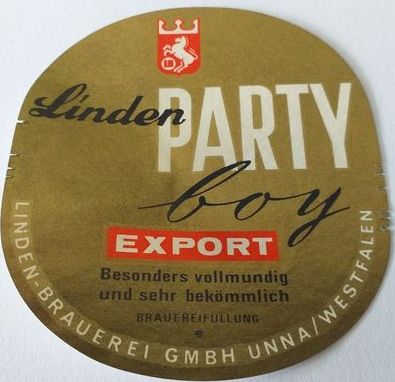 Linden PARTY
boy
EXPORT
Besonders vollmundig
und sehr bekömmlich
BRAUEREIFÜLLUNG
LINDEN-BRAUEREI GMBH UNNA/WESTFALEN